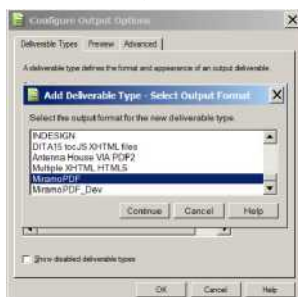 Configure Output Options
Deliverable Types Preview Advanced
A deliverable type defines the format and appearance of an output deliverable.
Add Deliverable Type - Select Output Format
Select the output format for the new deliverable type.
INDESIGN
DITA15 tocJS XHTML files
Antenna House VIA PDF2
Multiple XHTML HTMLS
MiramoPDF
MiramoPDF_Dev
Continue Cancel Help
Show disabled deliverable types
OK Cancel Help